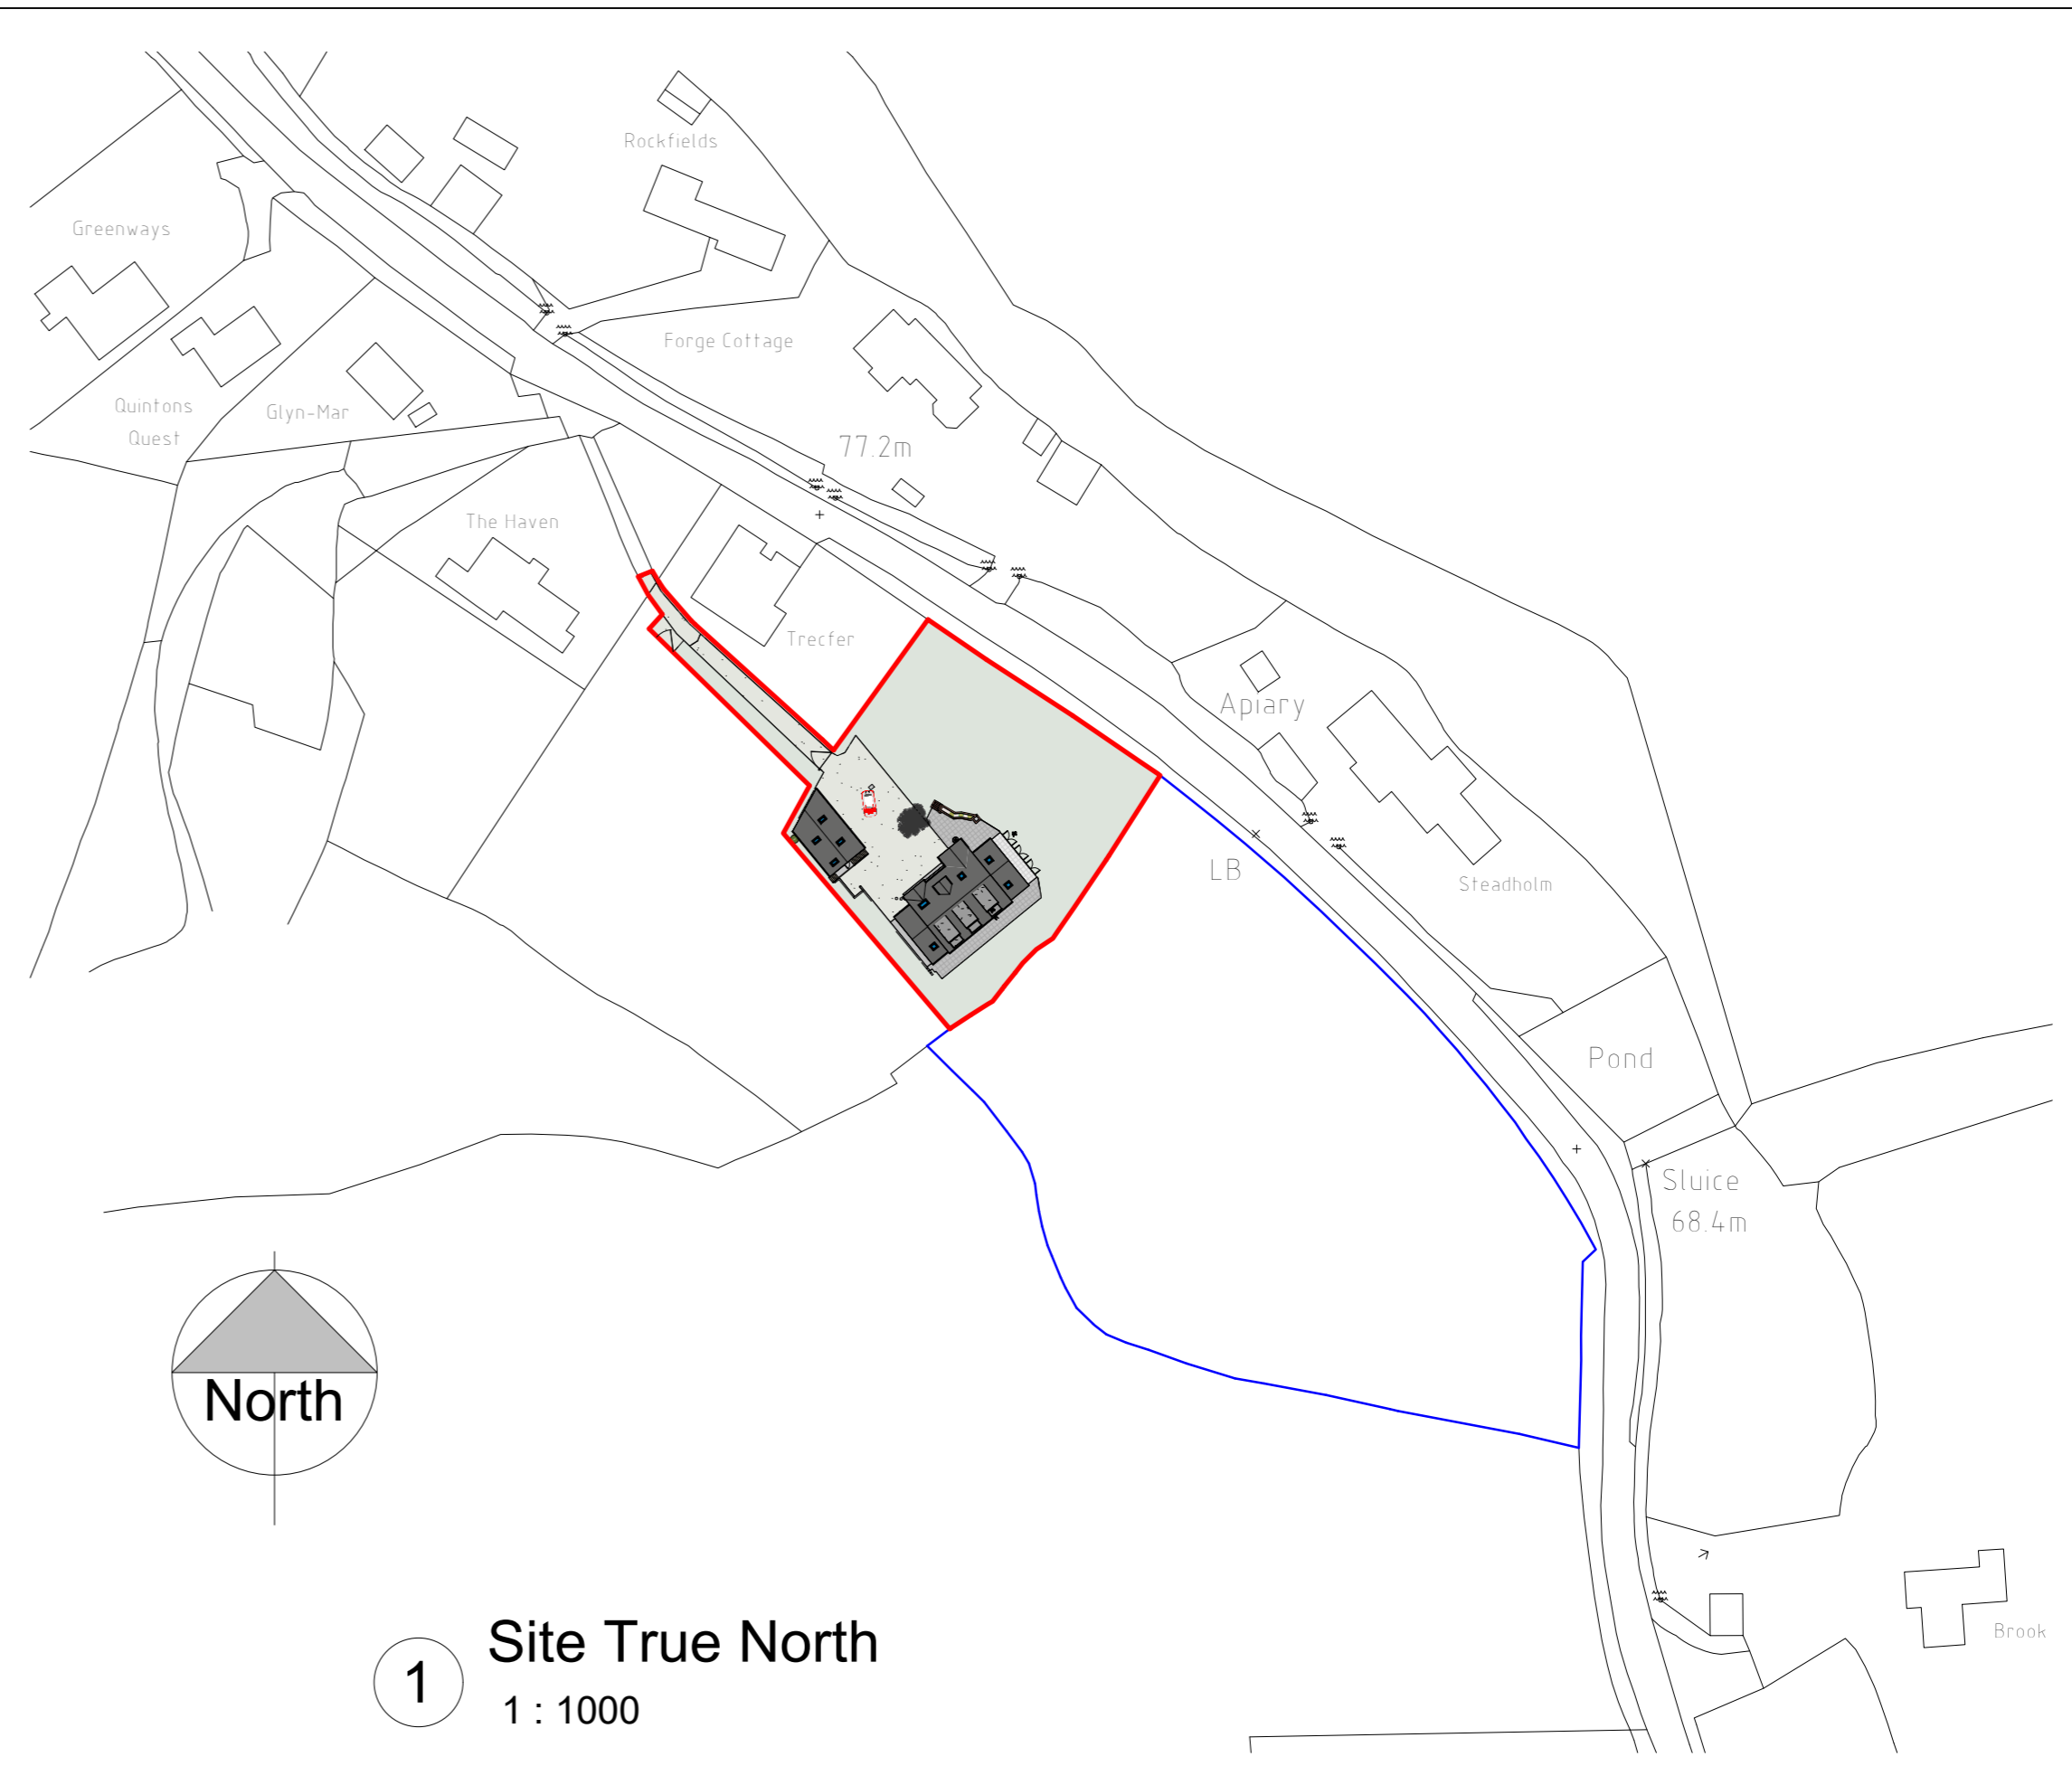 Rockfields
Greenways
Forge Cottage
Quintons
Quest
Glyn-Mar
77.2m
The Haven
Trecfer
Apiary
LB
Steadholm
Pond
Sluice
68.4m
North
Brook
1
Site True North
1 : 1000